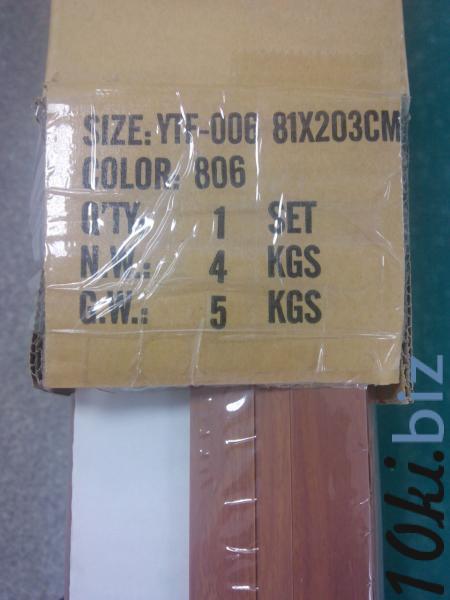 SIZE: YTF-006 81X203CM
COLOR: 806
Q'TY: 1 SET
N.W.: 4 KGS
G.W.: 5 KGS
10ki.biz